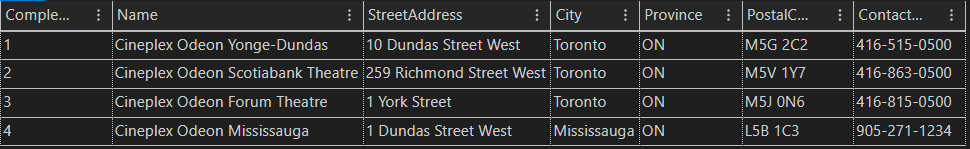 Comple... Name StreetAddress City Province PostalC... Contact...
1 Cineplex Odeon Yonge-Dundas 10 Dundas Street West Toronto ON M5G 2C2 416-515-0500
2 Cineplex Odeon Scotiabank Theatre 259 Richmond Street West Toronto ON M5V 1Y7 416-863-0500
3 Cineplex Odeon Forum Theatre 1 York Street Toronto ON M5J 0N6 416-815-0500
4 Cineplex Odeon Mississauga 1 Dundas Street West Mississauga ON L5B 1C3 905-271-1234